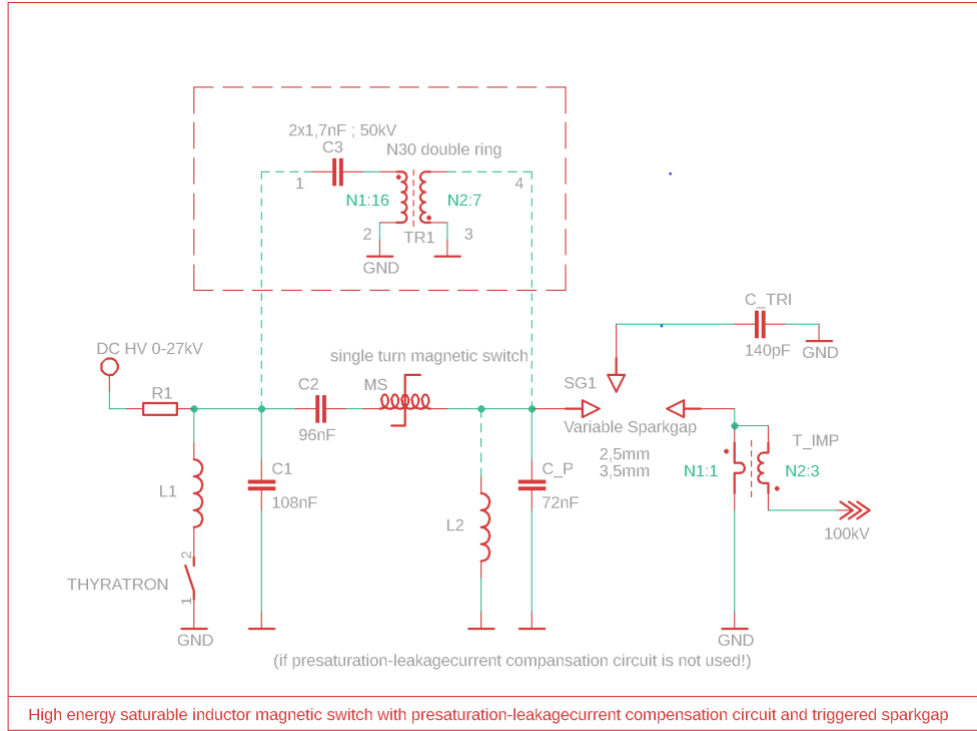 2x1,7nF ; 50kV
C3
N30 double ring
1
4
N1:16
N2:7
2
TR1
3
GND
C_TRI
140pF
GND
DC HV 0-27kV
single turn magnetic switch
R1
C2
MS
SG1
96nF
Variable Sparkgap
2,5mm
3,5mm
T_IMP
L1
C1
108nF
C_P
72nF
N1:1
N2:3
L2
100kV
2
THYRATRON
1
GND
GND
(if presaturation-leakagecurrent compansation circuit is not used!)
High energy saturable inductor magnetic switch with presaturation-leakagecurrent compensation circuit and triggered sparkgap